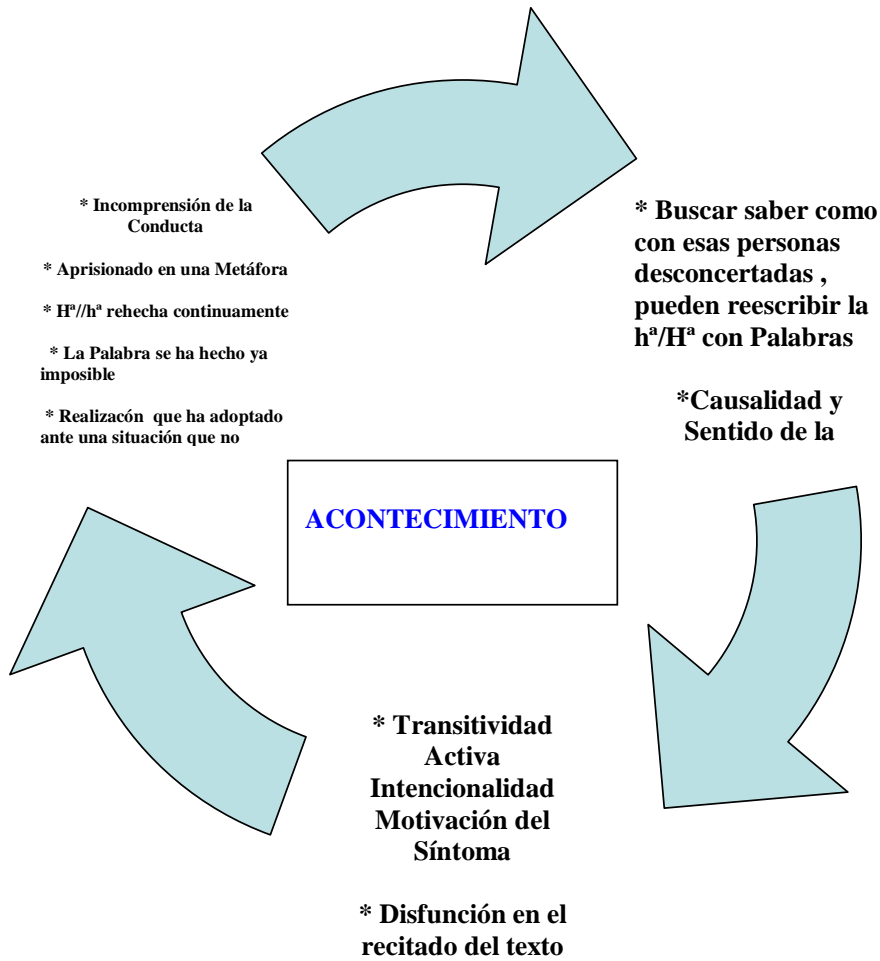 * Incomprensión de la
Conducta
* Aprisionado en una Metáfora
* Hª//hª rehecha continuamente
* La Palabra se ha hecho ya
imposible
* Realizacón que ha adoptado
ante una situación que no
* Buscar saber como
con esas personas
desconcertadas ,
pueden reescribir la
hª/Hª con Palabras
*Causalidad y
Sentido de la
ACONTECIMIENTO
* Transitividad
Activa
Intencionalidad
Motivación del
Síntoma
* Disfunción en el
recitado del texto